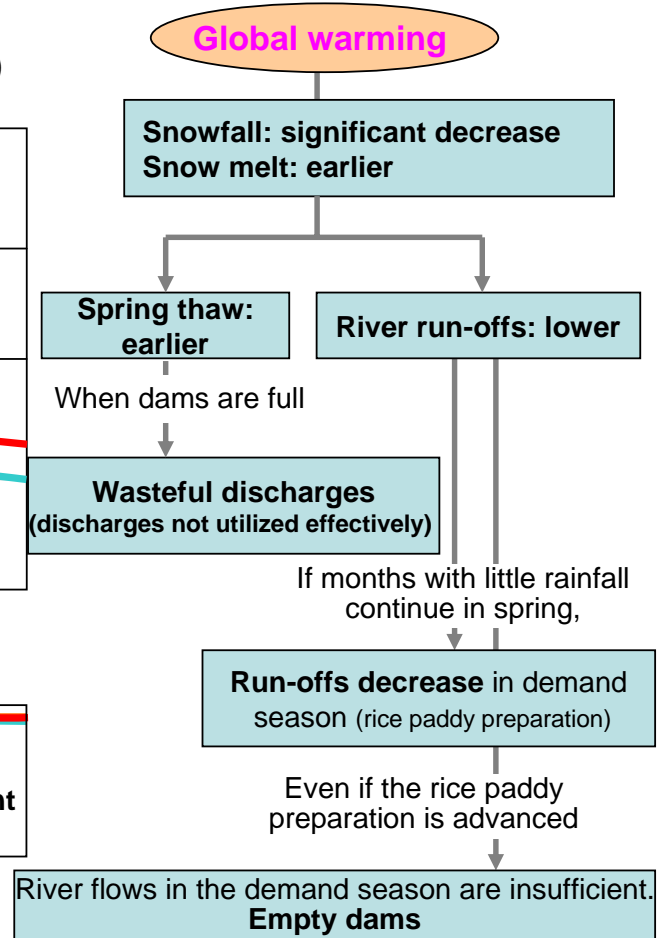 Global warming
)
Snowfall: significant decrease
Snow melt: earlier
Spring thaw:
earlier
River run-offs: lower
When dams are full
Wasteful discharges
(discharges not utilized effectively)
If months with little rainfall
continue in spring,
Run-offs decrease in demand
season (rice paddy preparation)
nt
Even if the rice paddy
preparation is advanced
River flows in the demand season are insufficient.
Empty dams